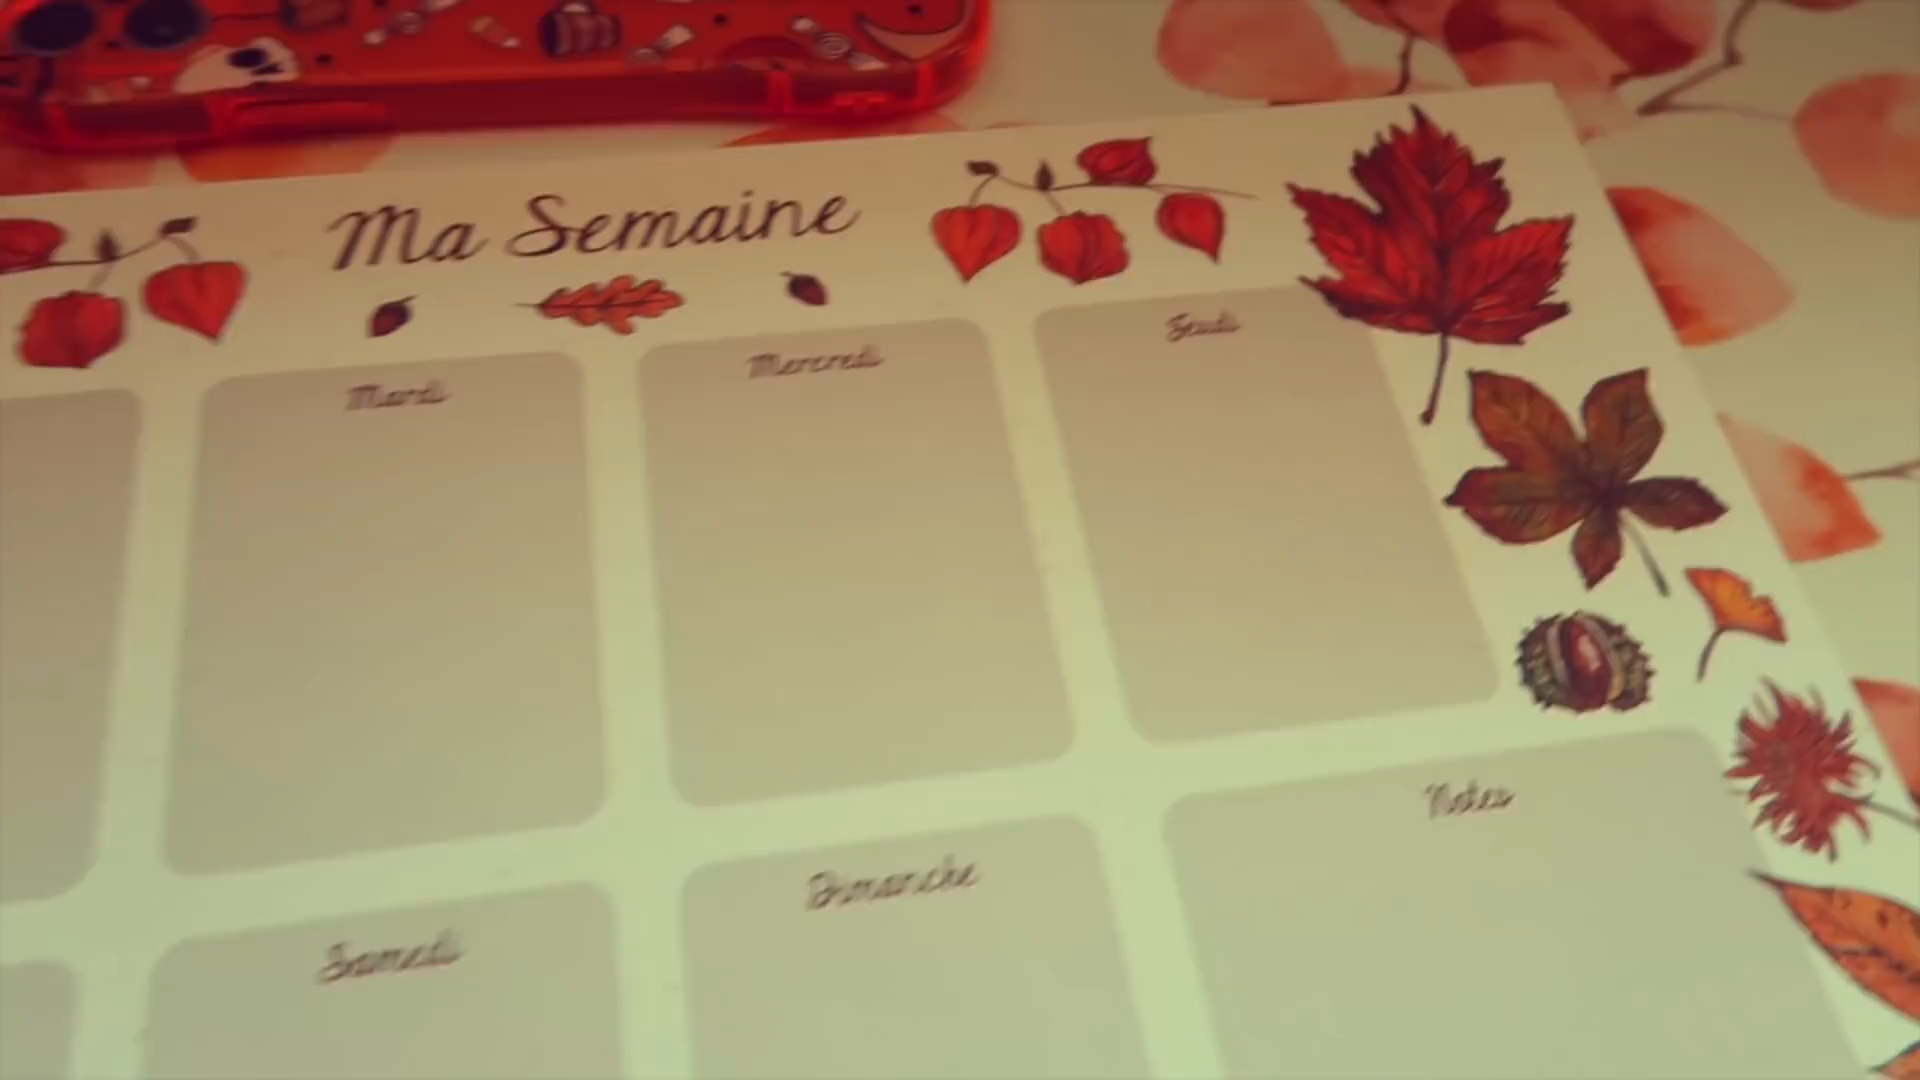 Ma Semaine
Mardi
Mercredi
Jeudi
Samedi
Dimanche
Notes